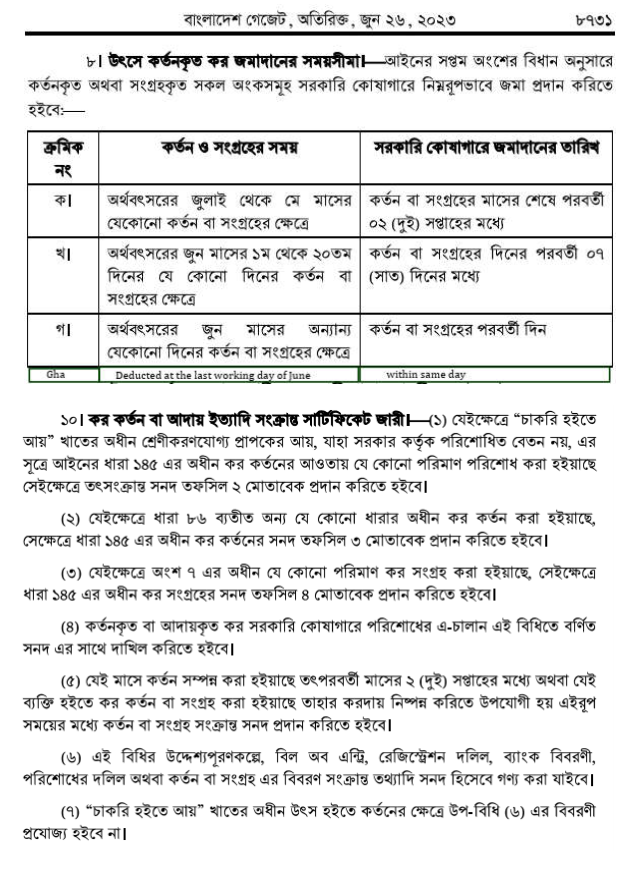 বাংলাদেশ গেজেট, অতিরিক্ত, জুন ২৬, ২০২৩ ৮৭৩১
৮। উৎসে কর্তনকৃত কর জমাদানের সময়সীমা।—আইনের সপ্তম অংশের বিধান অনুসারে
কর্তনকৃত অথবা সংগ্রহকৃত সকল অংকসমূহ সরকারি কোষাগারে নিম্নরূপভাবে জমা প্রদান করিতে
হইবে:—
ক্রমিক নং
কর্তন ও সংগ্রহের সময়
সরকারি কোষাগারে জমাদানের তারিখ
ক।
অর্থবৎসরের জুলাই থেকে মে মাসের
যেকোনো কর্তন বা সংগ্রহের ক্ষেত্রে
কর্তন বা সংগ্রহের মাসের শেষে পরবর্তী
০২ (দুই) সপ্তাহের মধ্যে
খ।
অর্থবৎসরের জুন মাসের ১ম থেকে ২০তম
দিনের যে কোনো দিনের কর্তন বা
সংগ্রহের ক্ষেত্রে
কর্তন বা সংগ্রহের দিনের পরবর্তী ০৭
(সাত) দিনের মধ্যে
গ।
অর্থবৎসরের জুন মাসের অন্যান্য
যেকোনো দিনের কর্তন বা সংগ্রহের ক্ষেত্রে
কর্তন বা সংগ্রহের পরবর্তী দিন
Gha Deducted at the last working day of June within same day
১০। কর কর্তন বা আদায় ইত্যাদি সংক্রান্ত সার্টিফিকেট জারী।—(১) যেইক্ষেত্রে “চাকরি হইতে
আয়” খাতের অধীন শ্রেণীকরণযোগ্য প্রাপকের আয়, যাহা সরকার কর্তৃক পরিশোধিত বেতন নয়, এর
সূত্রে আইনের ধারা ১৪৫ এর অধীন কর কর্তনের আওতায় যে কোনো পরিমাণ পরিশোধ করা হইয়াছে
সেইক্ষেত্রে তৎসংক্রান্ত সনদ তফসিল ২ মোতাবেক প্রদান করিতে হইবে।
(২) যেইক্ষেত্রে ধারা ৮৬ ব্যতীত অন্য যে কোনো ধারার অধীন কর কর্তন করা হইয়াছে,
সেক্ষেত্রে ধারা ১৪৫ এর অধীন কর কর্তনের সনদ তফসিল ৩ মোতাবেক প্রদান করিতে হইবে।
(৩) যেইক্ষেত্রে অংশ ৭ এর অধীন যে কোনো পরিমাণ কর সংগ্রহ করা হইয়াছে, সেইক্ষেত্রে
ধারা ১৪৫ এর অধীন কর সংগ্রহের সনদ তফসিল ৪ মোতাবেক প্রদান করিতে হইবে।
(৪) কর্তনকৃত বা আদায়কৃত কর সরকারি কোষাগারে পরিশোধের এ-চালান এই বিধিতে বর্ণিত
সনদ এর সাথে দাখিল করিতে হইবে।
(৫) যেই মাসে কর্তন সম্পন্ন করা হইয়াছে তৎপরবর্তী মাসের ২ (দুই) সপ্তাহের মধ্যে অথবা যেই
ব্যক্তি হইতে কর কর্তন বা সংগ্রহ করা হইয়াছে তাহার করদায় নিষ্পন্ন করিতে উপযোগী হয় এইরূপ
সময়ের মধ্যে কর্তন বা সংগ্রহ সংক্রান্ত সনদ প্রদান করিতে হইবে।
(৬) এই বিধির উদ্দেশ্যপূরণকল্পে, বিল অব এন্ট্রি, রেজিস্ট্রেশন দলিল, ব্যাংক বিবরণী,
পরিশোধের দলিল অথবা কর্তন বা সংগ্রহ এর বিবরণ সংক্রান্ত তথ্যাদি সনদ হিসেবে গণ্য করা যাইবে।
(৭) “চাকরি হইতে আয়” খাতের অধীন উৎস হইতে কর্তনের ক্ষেত্রে উপ-বিধি (৬) এর বিবরণী
প্রযোজ্য হইবে না।